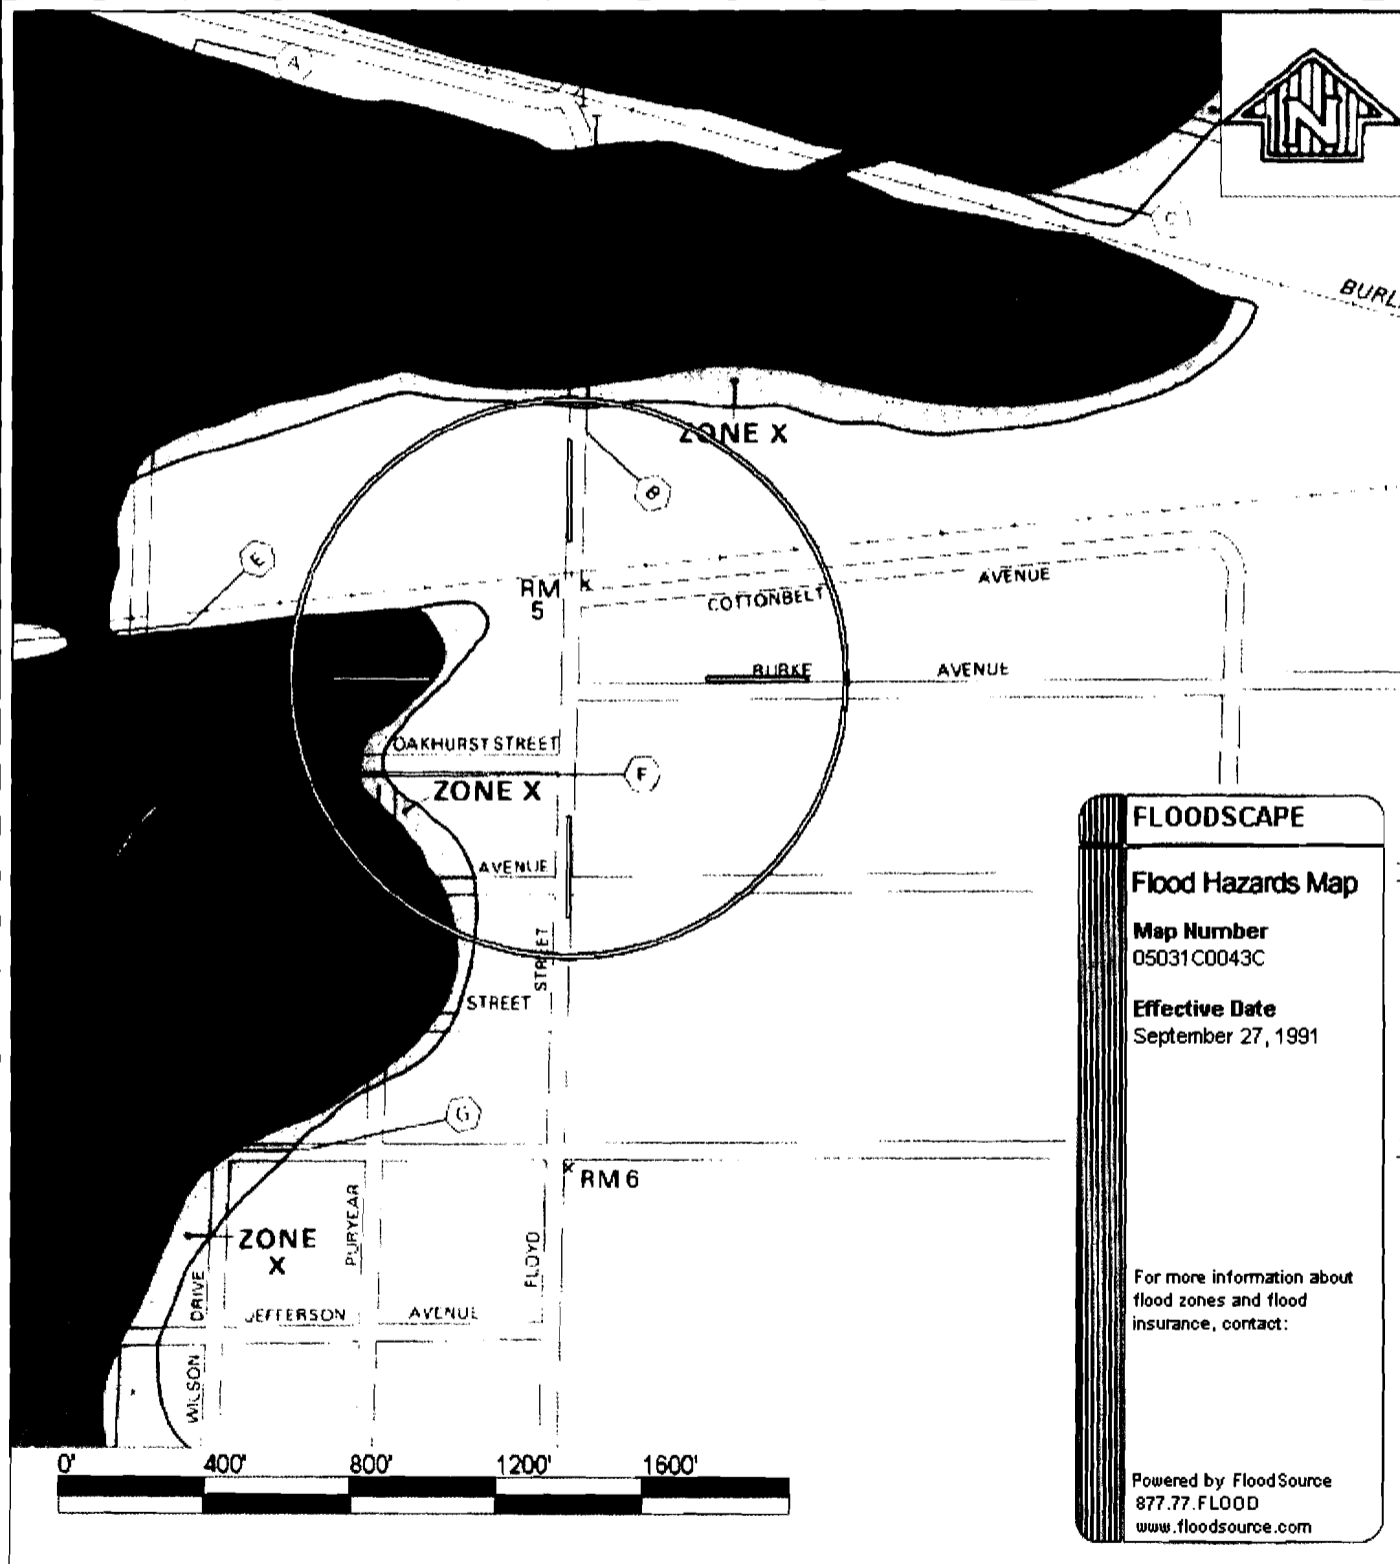 A
N
C
BURL
ZONE X
B
E
RM
5
COTTONBELT AVENUE
BURKE AVENUE
OAKHURST STREET
F
ZONE X
AVENUE
STREET
STREET
G
RM 6
ZONE
X
PURYEAR
FLOYD
DRIVE
JEFFERSON AVENUE
WILSON
0' 400' 800' 1200' 1600'
FLOODSCAPE
Flood Hazards Map
Map Number
05031C0043C
Effective Date
September 27, 1991
For more information about
flood zones and flood
insurance, contact:
Powered by FloodSource
877.77.FLOOD
www.floodsource.com